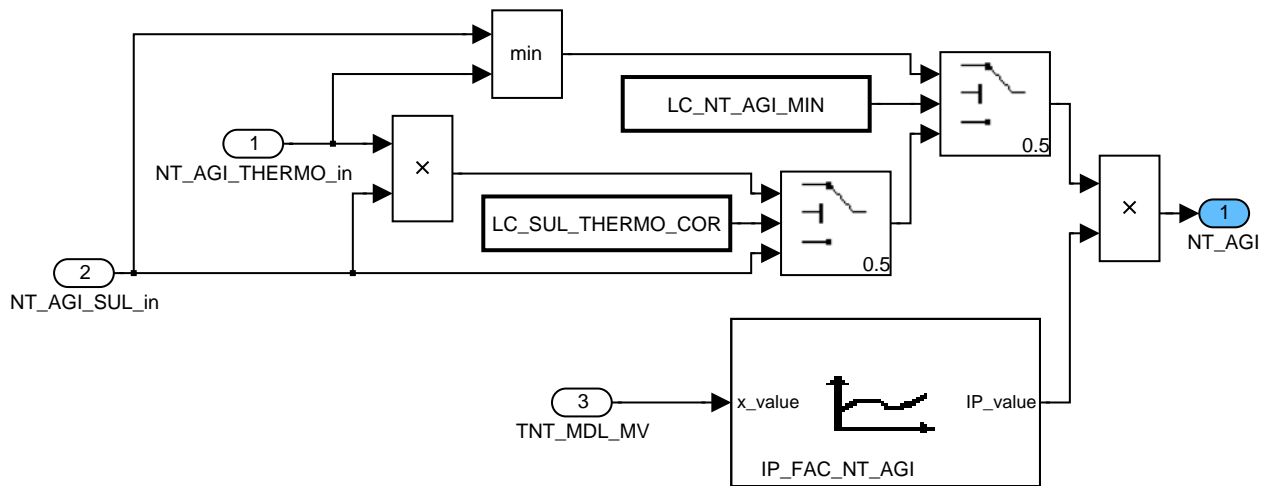 min
LC_NT_AGI_MIN
0.5
1
NT_AGI_THERMO_in
×
LC_SUL_THERMO_COR
0.5
×
1
NT_AGI
2
NT_AGI_SUL_in
3
TNT_MDL_MV
x_value
IP_value
IP_FAC_NT_AGI